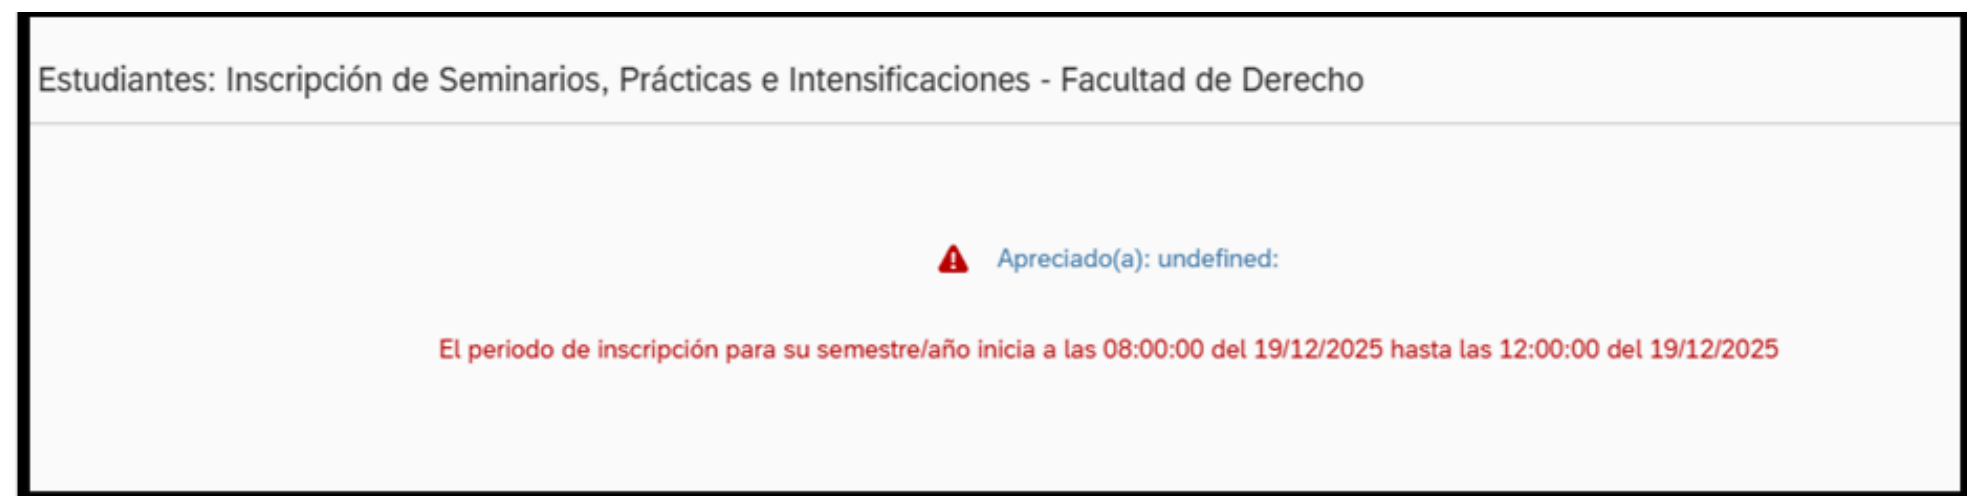 Estudiantes: Inscripción de Seminarios, Prácticas e Intensificaciones - Facultad de Derecho
Apreciado(a): undefined:
El periodo de inscripción para su semestre/año inicia a las 08:00:00 del 19/12/2025 hasta las 12:00:00 del 19/12/2025